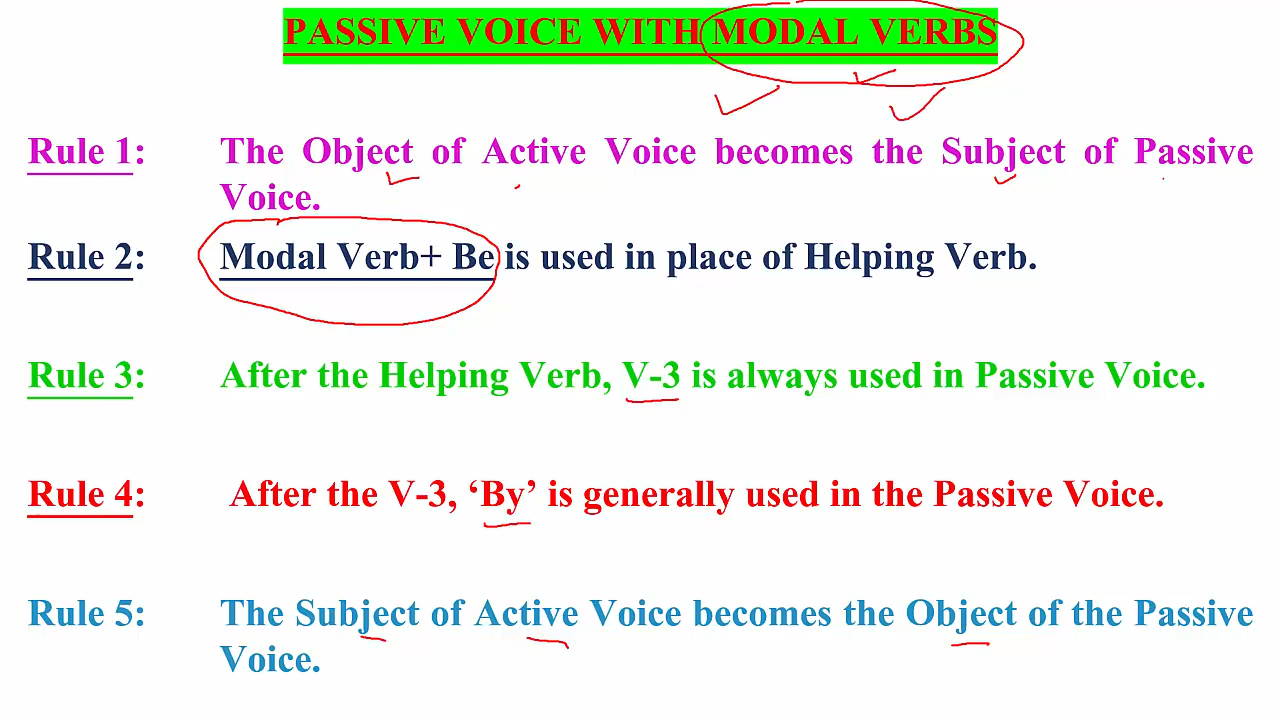 PASSIVE VOICE WITH MODAL VERBS
Rule 1: The Object of Active Voice becomes the Subject of Passive
Voice.
Rule 2: Modal Verb+ Be is used in place of Helping Verb.
Rule 3: After the Helping Verb, V-3 is always used in Passive Voice.
Rule 4: After the V-3, ‘By’ is generally used in the Passive Voice.
Rule 5: The Subject of Active Voice becomes the Object of the Passive
Voice.